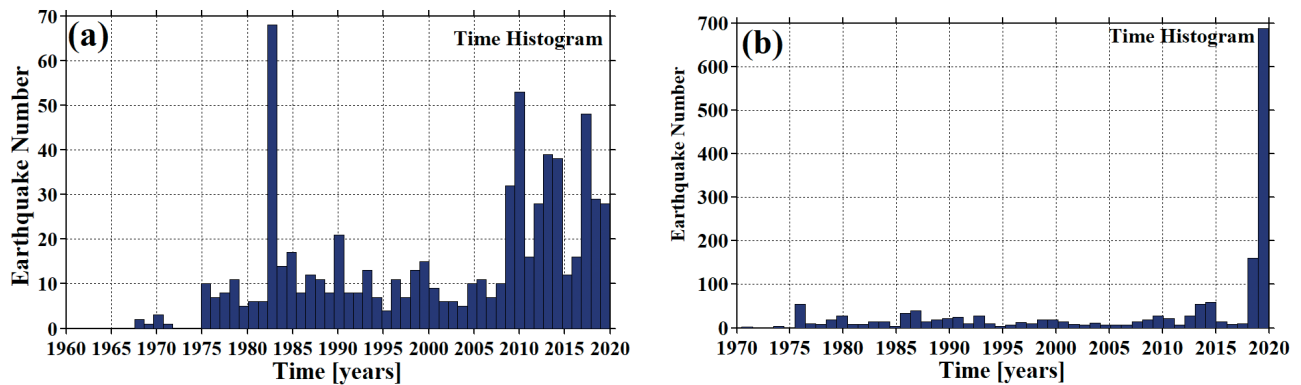 (a)
Time Histogram
Earthquake Number
70
60
50
40
30
20
10
0
1960 1965 1970 1975 1980 1985 1990 1995 2000 2005 2010 2015 2020
Time [years]
(b)
Time Histogram
Earthquake Number
700
600
500
400
300
200
100
0
1970 1975 1980 1985 1990 1995 2000 2005 2010 2015 2020
Time [years]